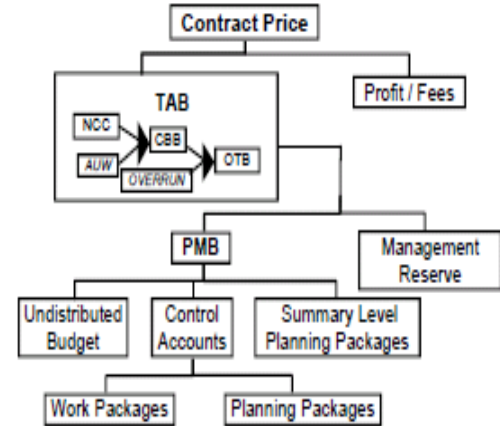 Contract Price
Profit / Fees
TAB
NCC
CBB
AUW
OVERRUN
OTB
PMB
Management
Reserve
Undistributed
Budget
Control
Accounts
Summary Level
Planning Packages
Work Packages
Planning Packages